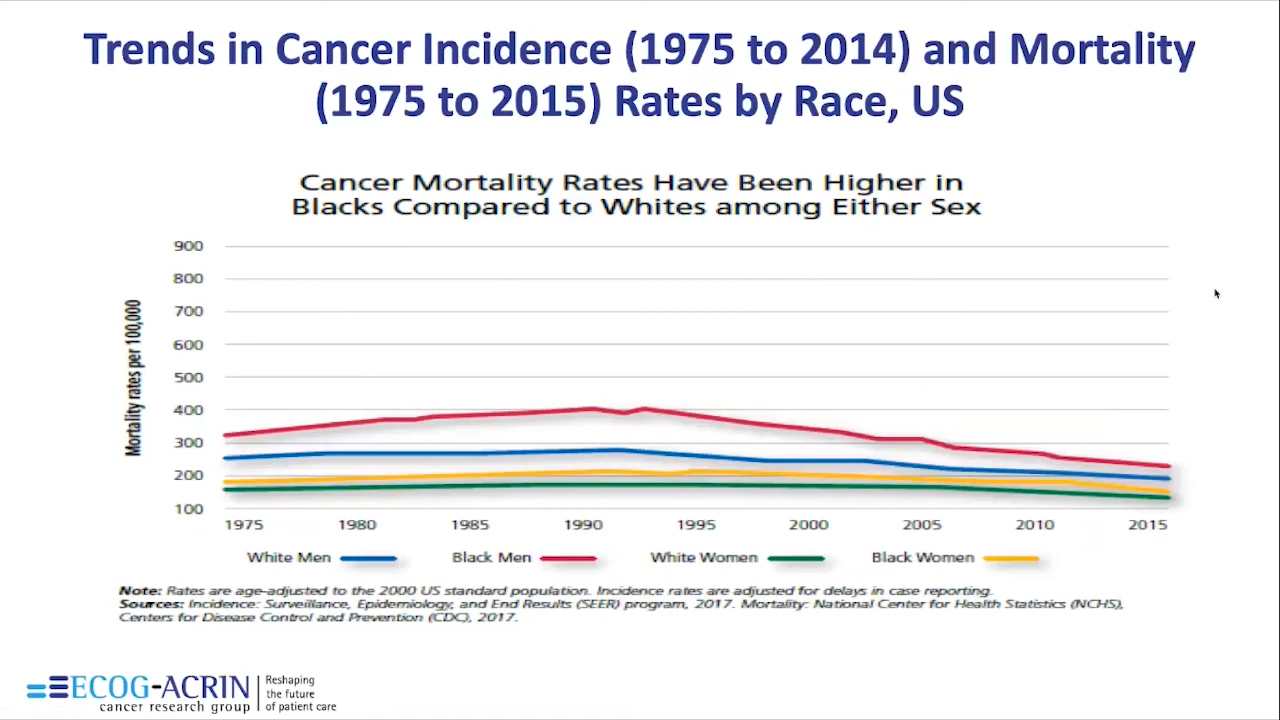 Trends in Cancer Incidence (1975 to 2014) and Mortality
(1975 to 2015) Rates by Race, US
Cancer Mortality Rates Have Been Higher in
Blacks Compared to Whites among Either Sex
Mortality rates per 100,000
900
800
700
600
500
400
300
200
100
1975 1980 1985 1990 1995 2000 2005 2010 2015
White Men Black Men White Women Black Women
Note: Rates are age-adjusted to the 2000 US standard population. Incidence rates are adjusted for delays in case reporting.
Sources: Incidence: Surveillance, Epidemiology, and End Results (SEER) program, 2017. Mortality: National Center for Health Statistics (NCHS),
Centers for Disease Control and Prevention (CDC), 2017.
ECOG-ACRIN
cancer research group
Reshaping
the future
of patient care